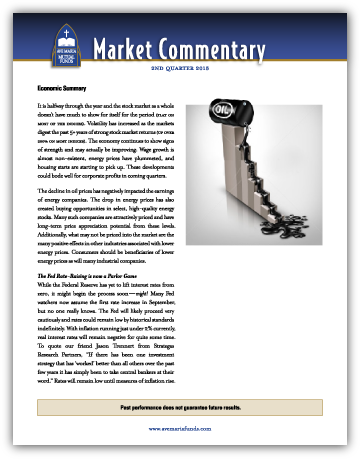 AVE MARIA
MUTUAL
FUNDS
Market Commentary
2ND QUARTER 2015
Economic Summary
It is halfway through the year and the stock market as a whole
doesn't have much to show for itself for the period (flat on
most of the indices). Volatility has increased as the markets
digest the past 5+ years of strong stock market returns (up over
on most indices). The economy continues to show signs
of strength and may actually be improving. Wage growth is
almost non-existent, energy prices have plummeted, and
housing starts are starting to pick up. These developments
could bode well for corporate profits in coming quarters.
The decline in oil prices has negatively impacted the earnings
of energy companies. The drop in energy prices has also
created buying opportunities in select, high-quality energy
stocks. Many such companies are attractively priced and have
long-term price appreciation potential from these levels.
Additionally, what may not be priced into the market are the
many positive effects in other industries associated with lower
energy prices. Consumers should be beneficiaries of lower
energy prices as will many industrial companies.
The Fed Rate-Raising is now a Parlor Game
While the Federal Reserve has yet to lift interest rates from
zero, it might begin the process soon—might! Many Fed
watchers now assume the first rate increase in September,
but no one really knows. The Fed will likely proceed very
cautiously and rates could remain low by historical standards
indefinitely. With inflation running just under 2% currently,
real interest rates will remain negative for quite some time.
To quote our friend Jason Trennert from Strategas
Research Partners, "If there has been one investment
strategy that has 'worked' better than all others over the past
few years it has simply been to take central bankers at their
word." Rates will remain low until measures of inflation rise.
OIL
Past performance does not guarantee future results.
www.avemariafunds.com